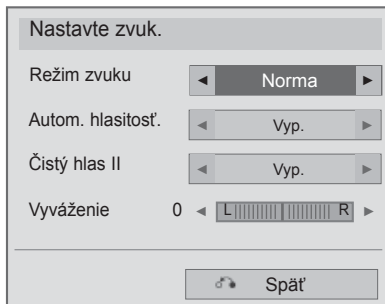 Nastavte zvuk.
Režim zvuku ◄ Norma ►
Autom. hlasitosť. ◄ Vyp. ►
Čistý hlas II ◄ Vyp. ►
Vyváženie 0 ◄ L R ►
Späť